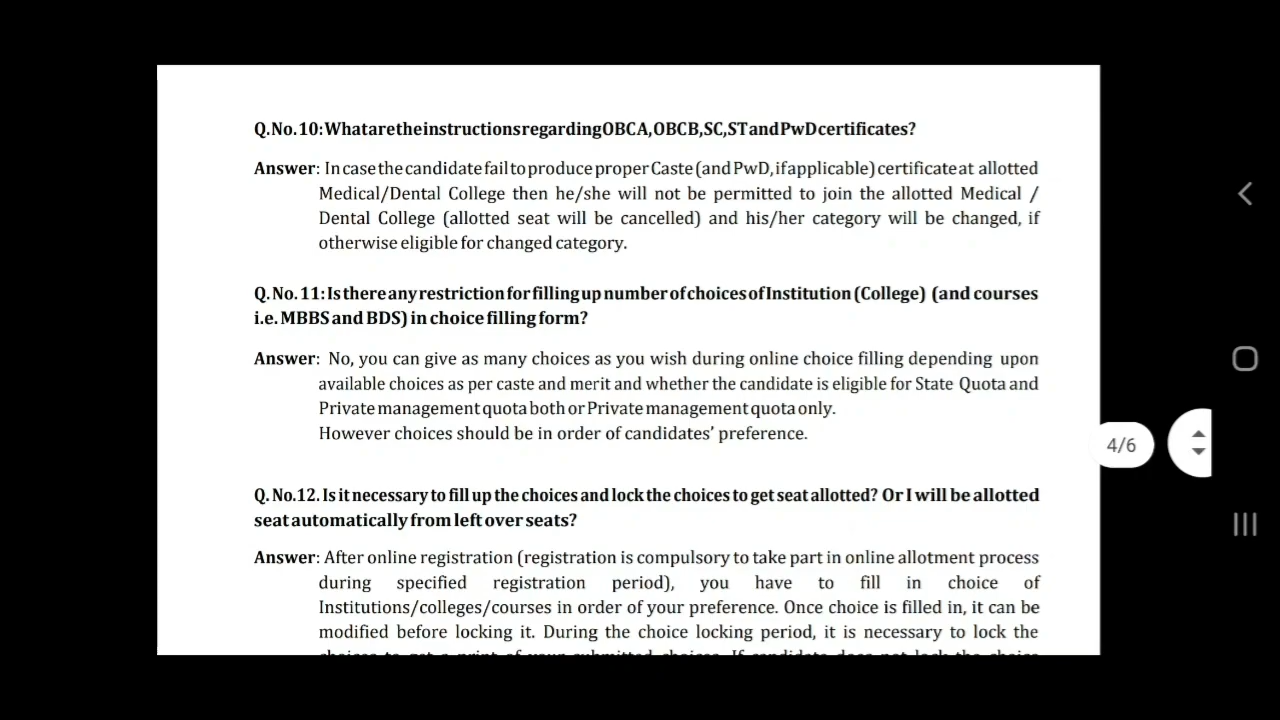 Q.No.10:WhataretheinstructionsregardingOBCA,OBCB,SC,STandPwDcertificates?
Answer: In case the candidate fail to produce proper Caste (and PwD, if applicable) certificate at allotted
Medical/Dental College then he/she will not be permitted to join the allotted Medical /
Dental College (allotted seat will be cancelled) and his/her category will be changed, if
otherwise eligible for changed category.
Q.No.11:Is there any restriction for filling up number of choices of Institution (College) (and courses
i.e. MBBS and BDS) in choice filling form?
Answer: No, you can give as many choices as you wish during online choice filling depending upon
available choices as per caste and merit and whether the candidate is eligible for State Quota and
Private management quota both or Private management quota only.
However choices should be in order of candidates' preference.
4/6
Q. No.12. Is it necessary to fill up the choices and lock the choices to get seat allotted? Or I will be allotted
seat automatically from left over seats?
Answer: After online registration (registration is compulsory to take part in online allotment process
during specified registration period), you have to fill in choice of
Institutions/colleges/courses in order of your preference. Once choice is filled in, it can be
modified before locking it. During the choice locking period, it is necessary to lock the